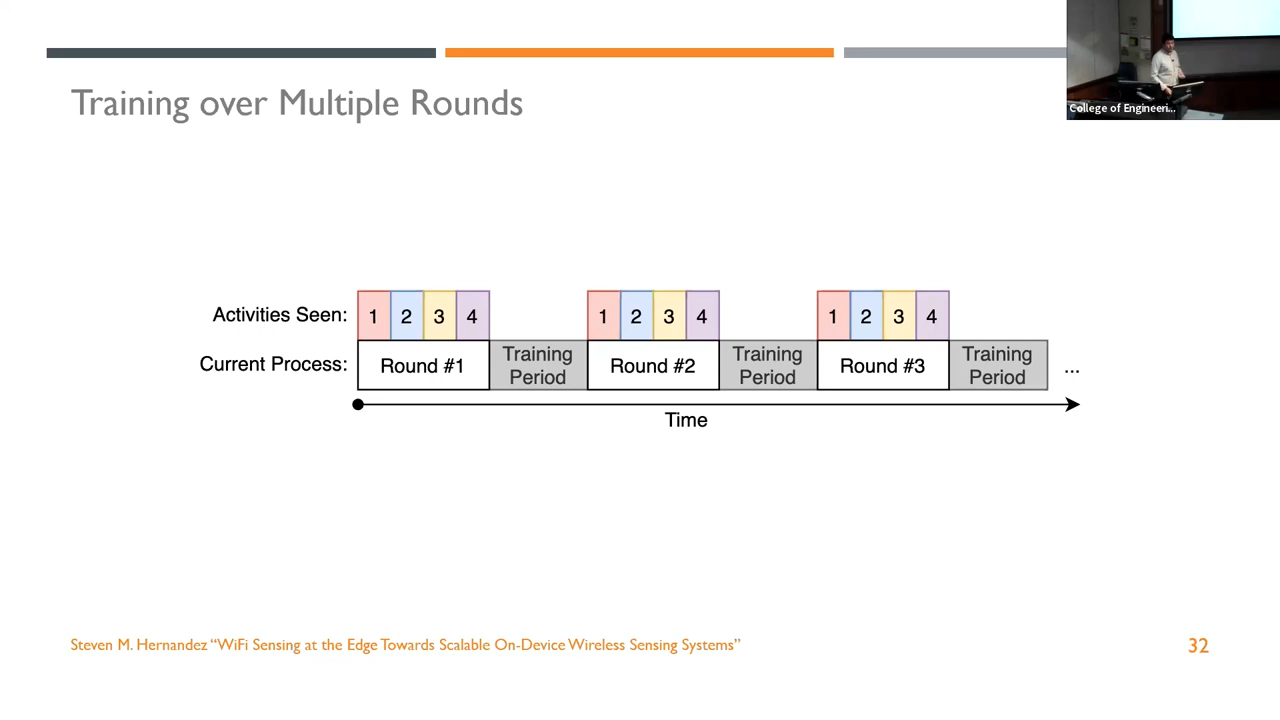 College of Engineeri...
Training over Multiple Rounds
Activities Seen: 1 2 3 4 1 2 3 4 1 2 3 4
Current Process: Round #1 Training Period Round #2 Training Period Round #3 Training Period ...
Time
Steven M. Hernandez “WiFi Sensing at the Edge Towards Scalable On-Device Wireless Sensing Systems”
32